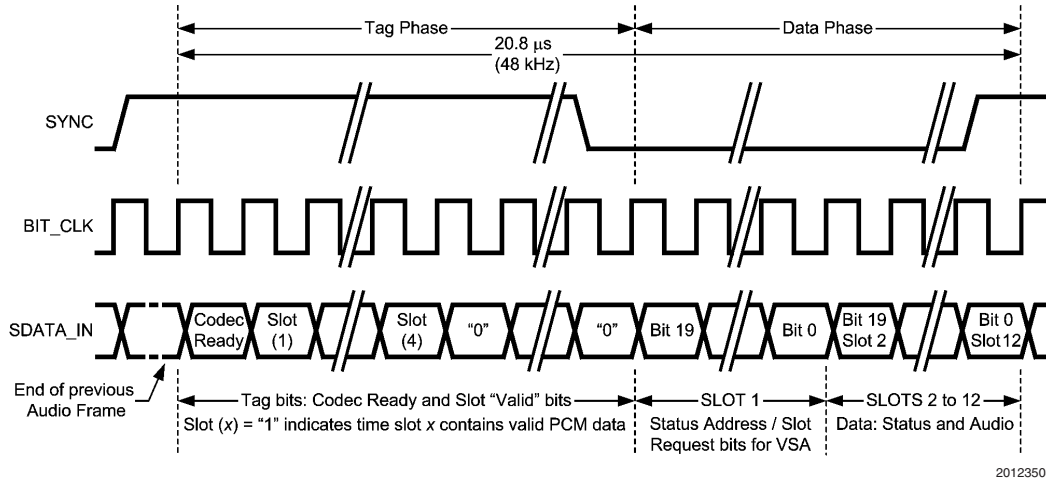 Tag Phase
Data Phase
20.8 μs
(48 kHz)
SYNC
BIT_CLK
SDATA_IN
Codec
Ready
Slot
(1)
Slot
(4)
“0”
“0”
Bit 19
Bit 0
Bit 19
Slot 2
Bit 0
Slot 12
End of previous
Audio Frame
Tag bits: Codec Ready and Slot “Valid” bits
Slot (x) = “1” indicates time slot x contains valid PCM data
SLOT 1
Status Address / Slot
Request bits for VSA
SLOTS 2 to 12
Data: Status and Audio
2012350